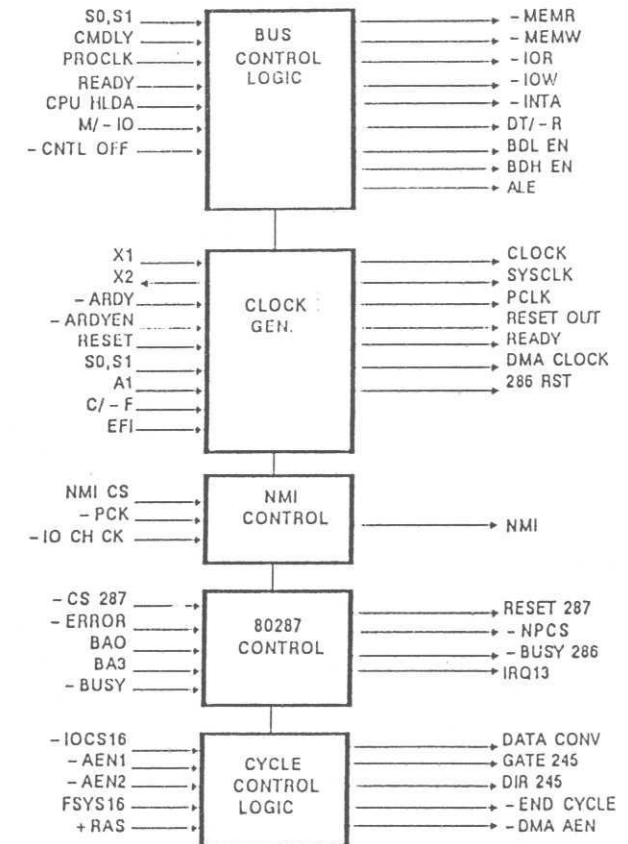 S0,S1
CMDLY
PROCLK
READY
CPU HLDA
M/-IO
-CNTL OFF
BUS
CONTROL
LOGIC
-MEMR
-MEMW
-IOR
-IOW
-INTA
DT/-R
BDL EN
BDH EN
ALE
X1
X2
-ARDY
-ARDYEN
RESET
S0,S1
A1
C/-F
EFI
CLOCK
GEN.
CLOCK
SYSCLK
PCLK
RESET OUT
READY
DMA CLOCK
286 RST
NMI CS
-PCK
-IO CH CK
NMI
CONTROL
NMI
-CS 287
-ERROR
BA0
BA3
-BUSY
80287
CONTROL
RESET 287
-NPCS
-BUSY 286
IRQ13
-IOCS16
-AEN1
-AEN2
FSYS16
+RAS
CYCLE
CONTROL
LOGIC
DATA CONV
GATE 245
DIR 245
-END CYCLE
-DMA AEN